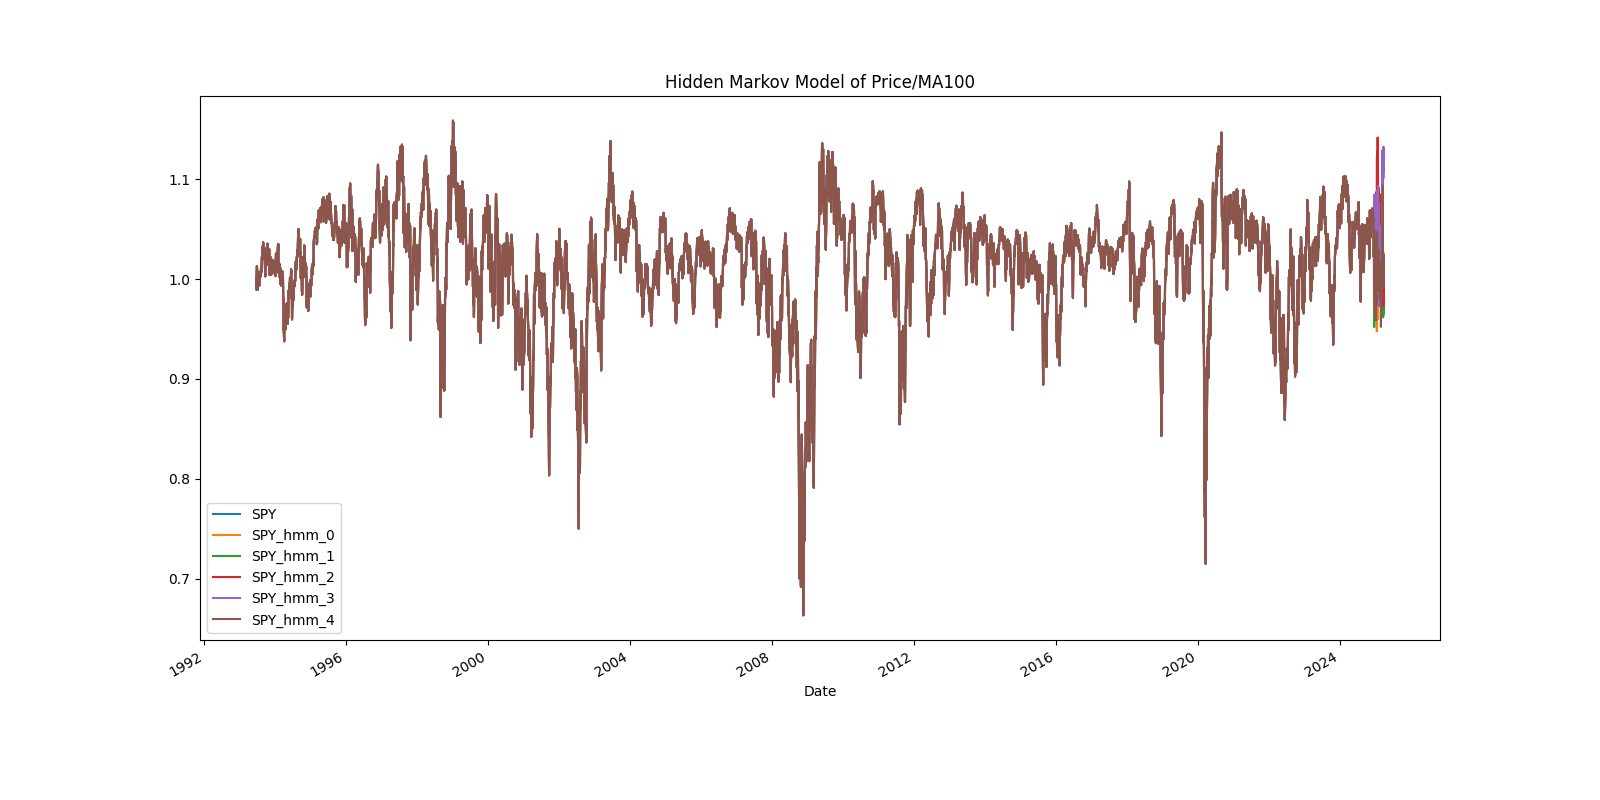 Hidden Markov Model of Price/MA100
1.1
1.0
0.9
0.8
0.7
SPY
SPY_hmm_0
SPY_hmm_1
SPY_hmm_2
SPY_hmm_3
SPY_hmm_4
1992 1996 2000 2004 2008 2012 2016 2020 2024
Date